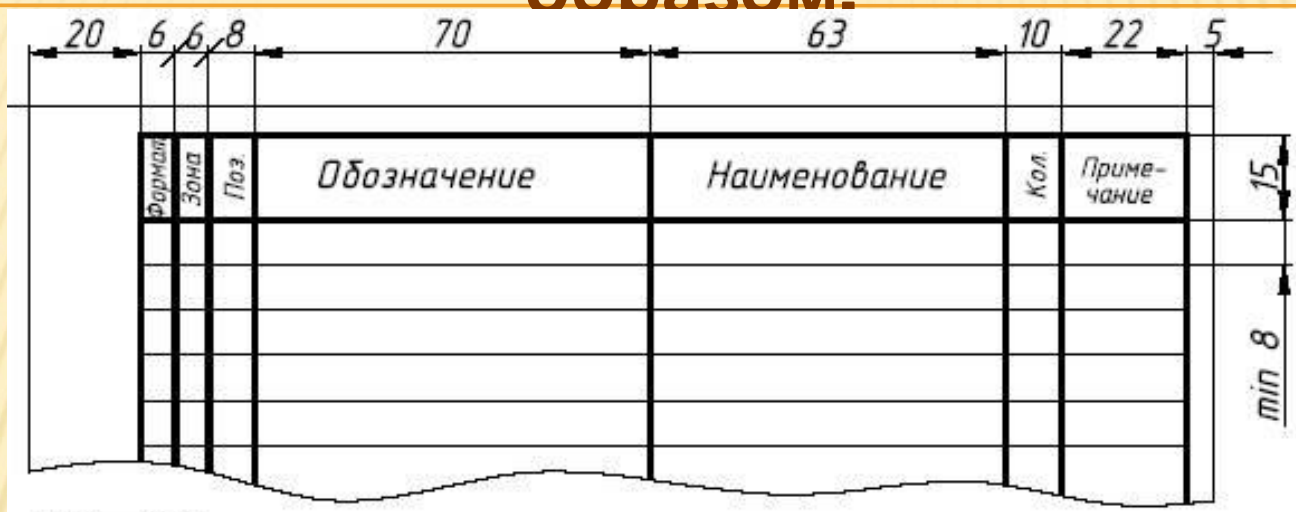 образом:
20 6 6 8 70 63 10 22 5
Формат
Зона
Поз.
Обозначение
Наименование
Кол.
Приме-
чание
15
min 8